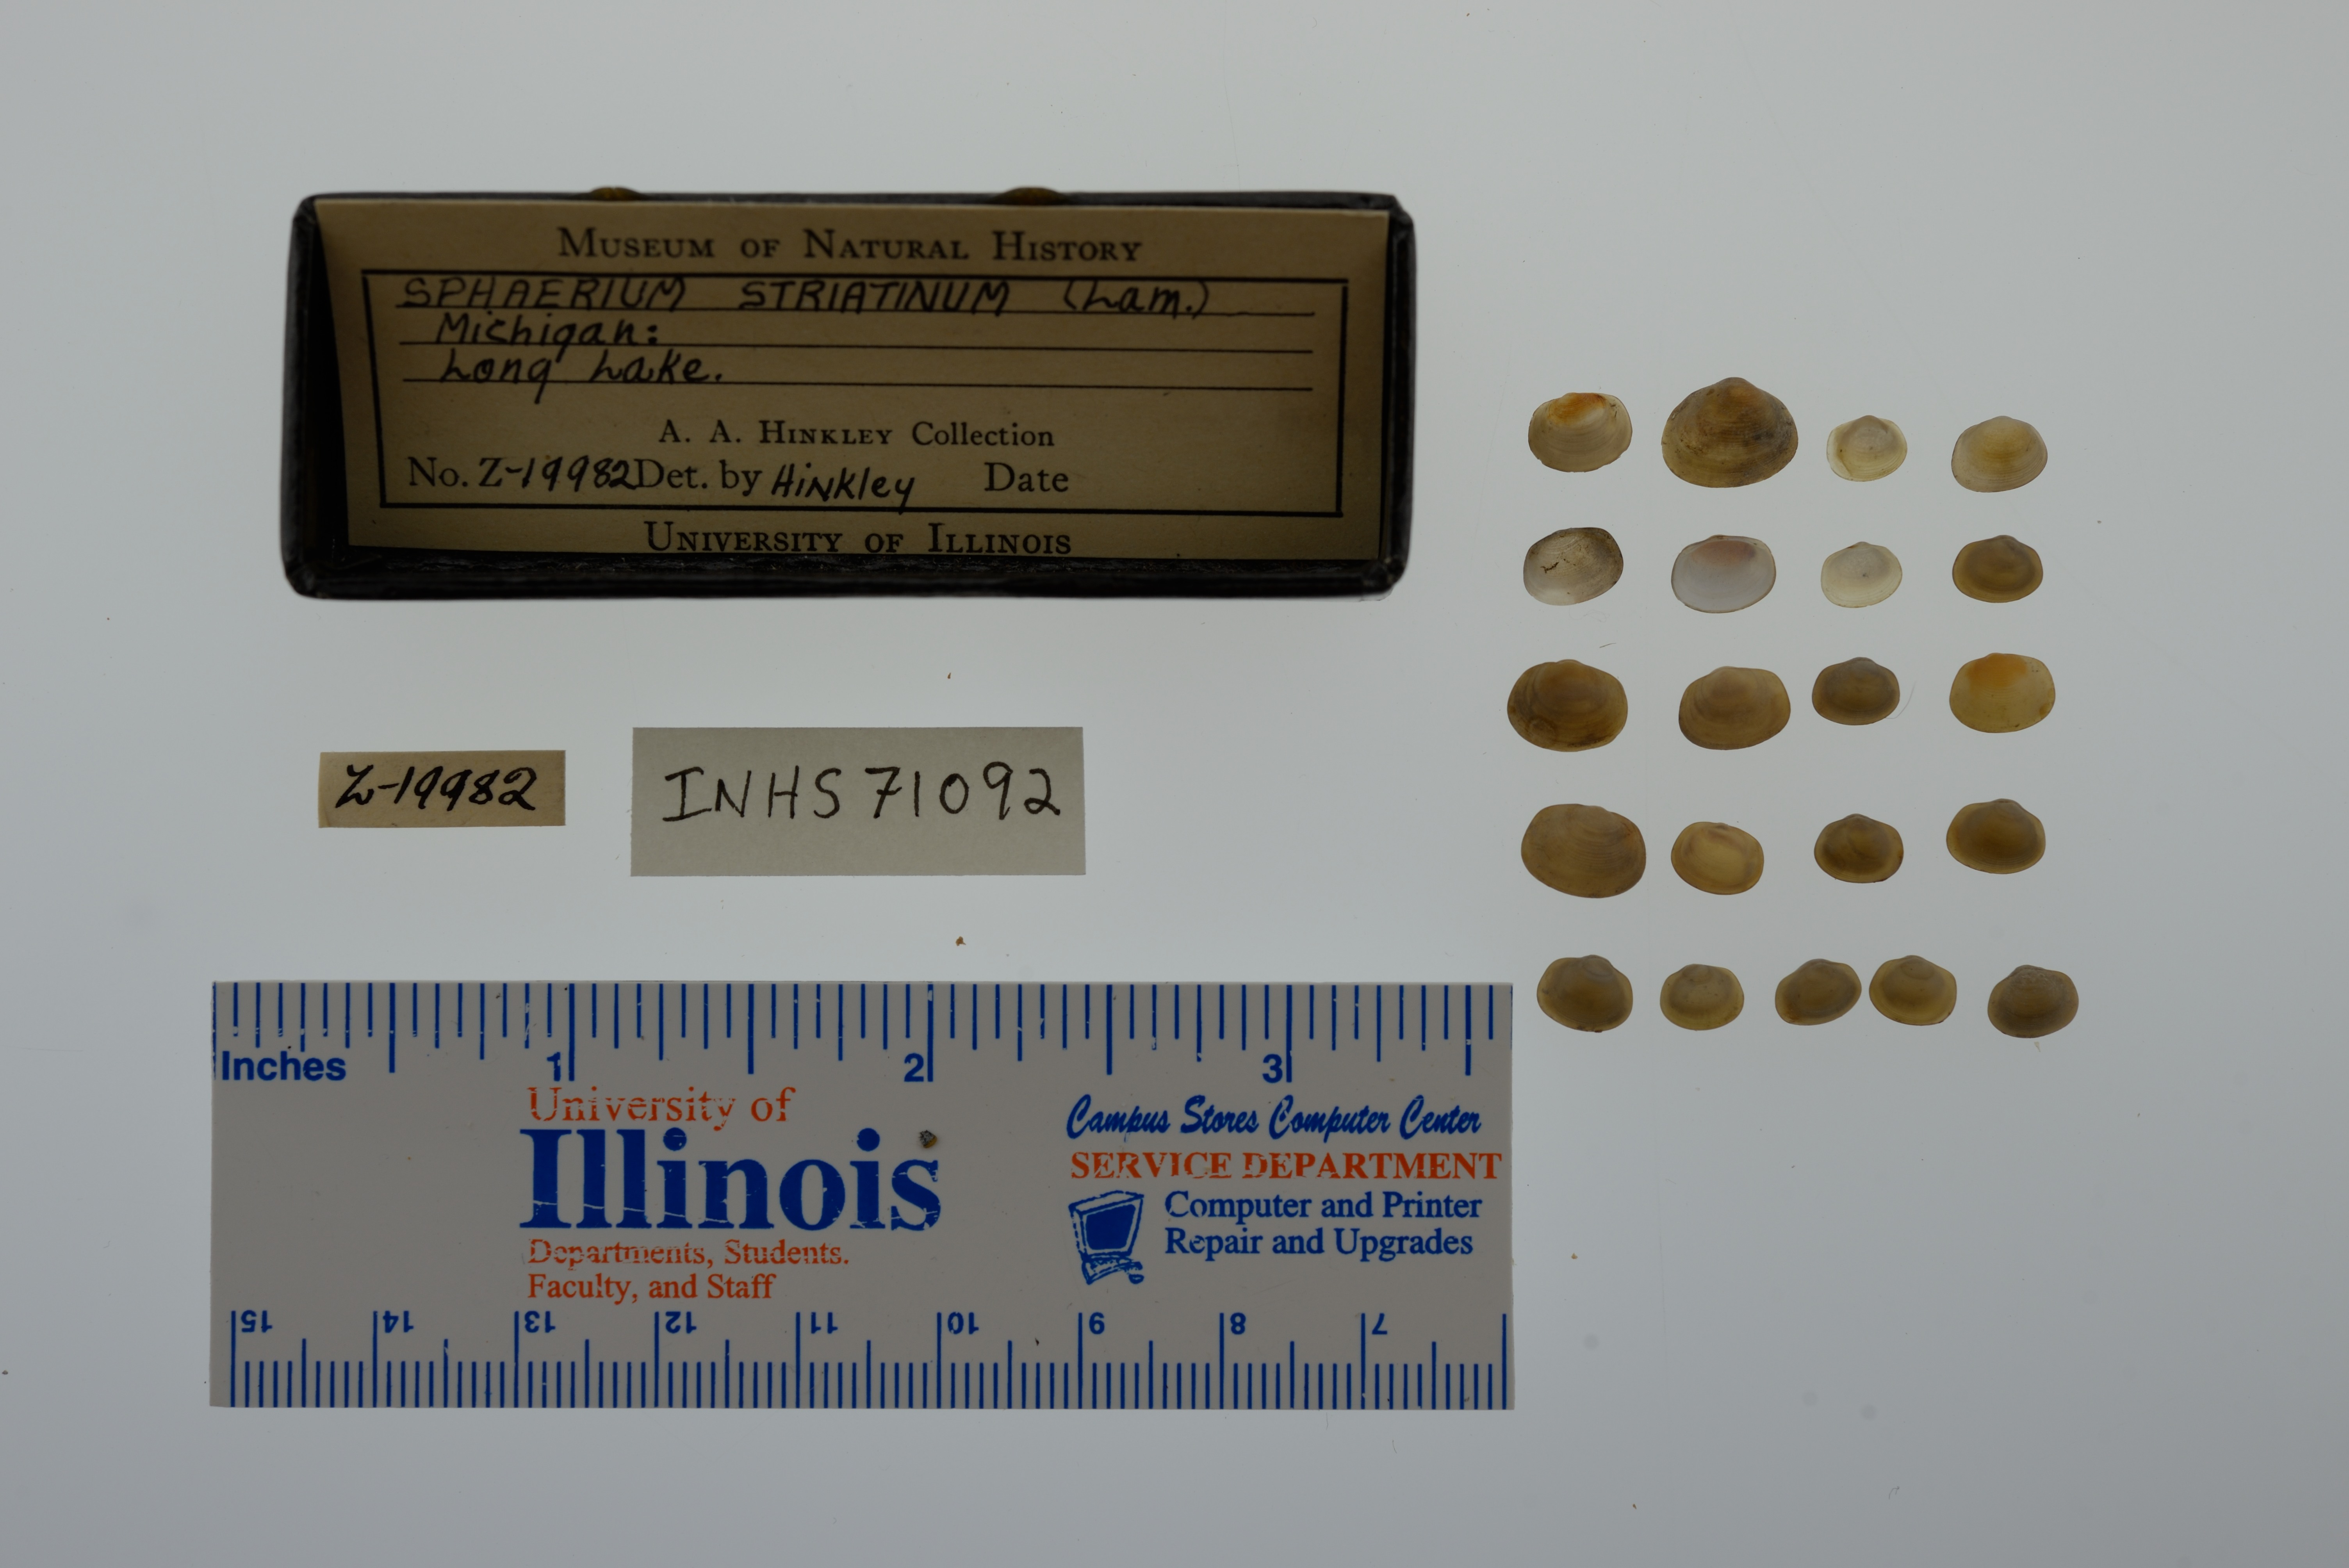 MUSEUM OF NATURAL HISTORY
SPHAERIUM STRIATINUM (Lam.)
Michigan:
Long Lake.
A. A. HINKLEY Collection
No. Z-19982 Det. by Hinkley Date
UNIVERSITY OF ILLINOIS
Z-19982
INHS 71092
Inches 1 2 3
University of
Illinois
Departments, Students.
Faculty, and Staff
Campus Stores Computer Center
SERVICE DEPARTMENT
Computer and Printer
Repair and Upgrades
15 14 13 12 11 10 9 8 7